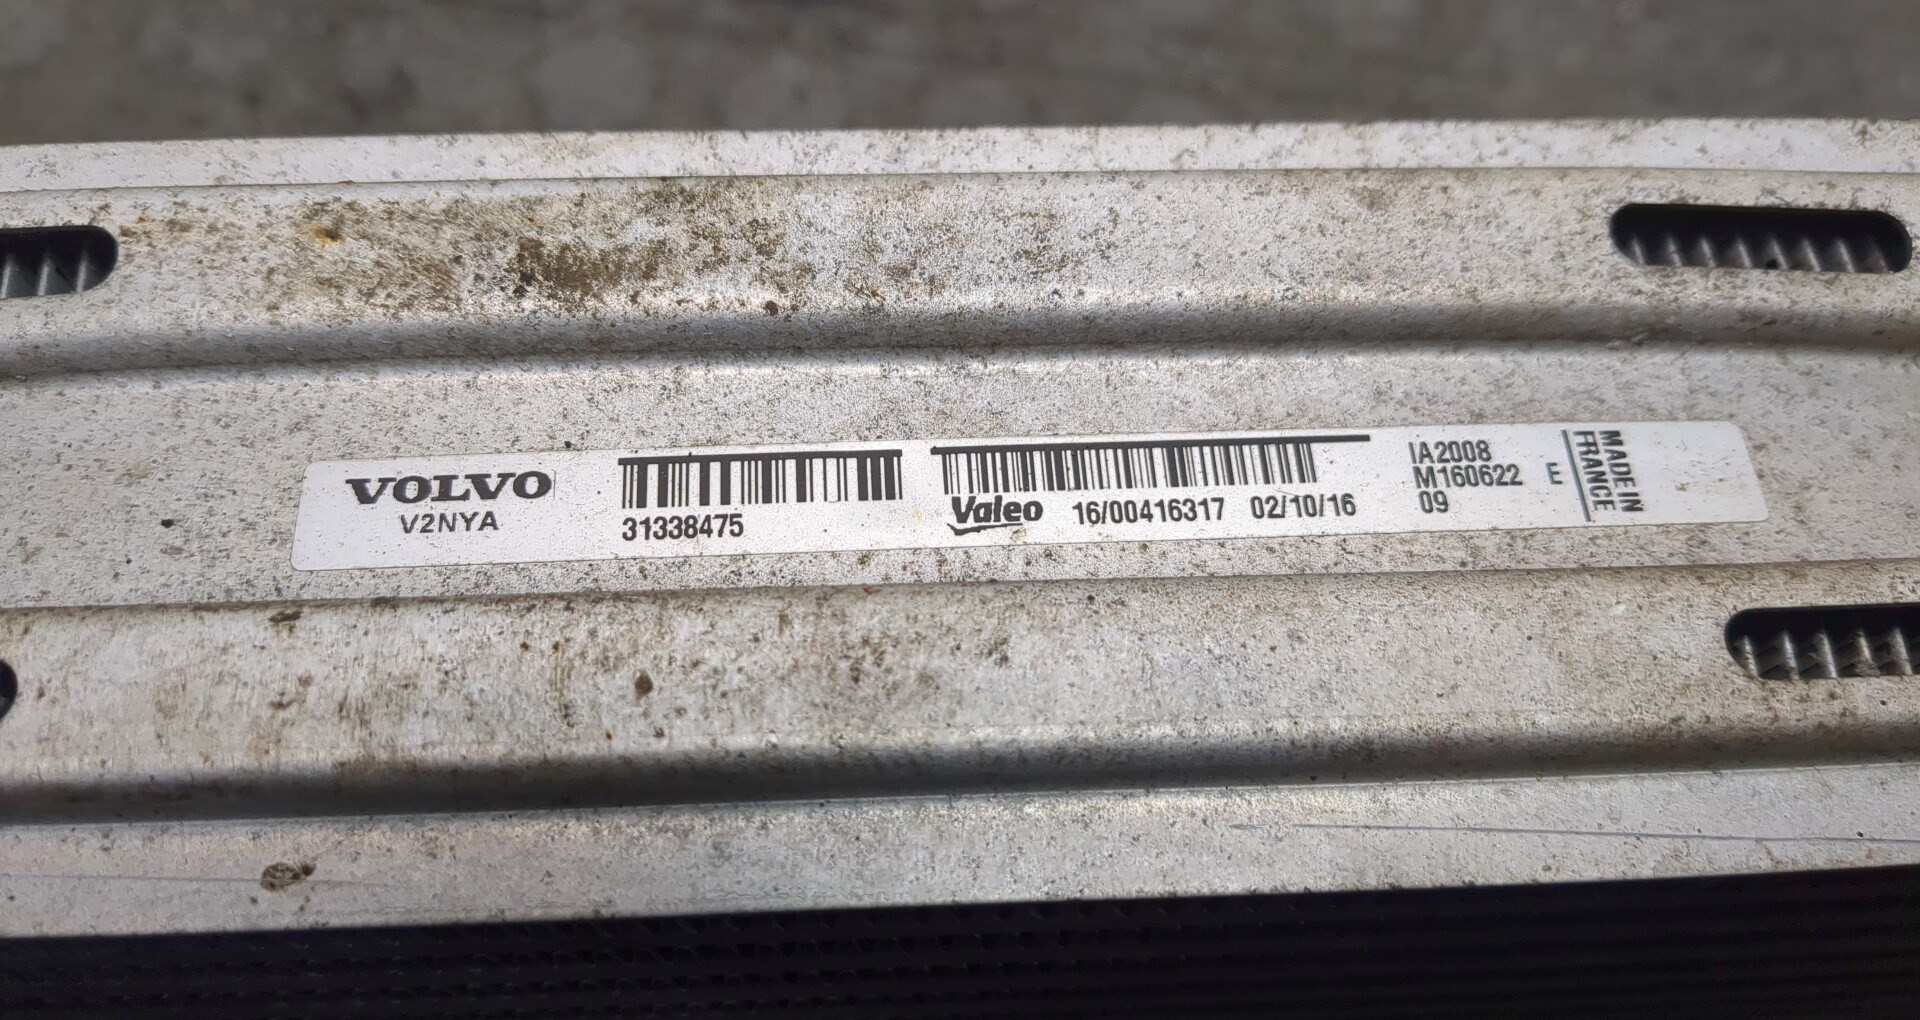 VOLVO
V2NYA
31338475
Valeo 16/00416317 02/10/16
IA2008
M160622 E
09
MADE IN
FRANCE